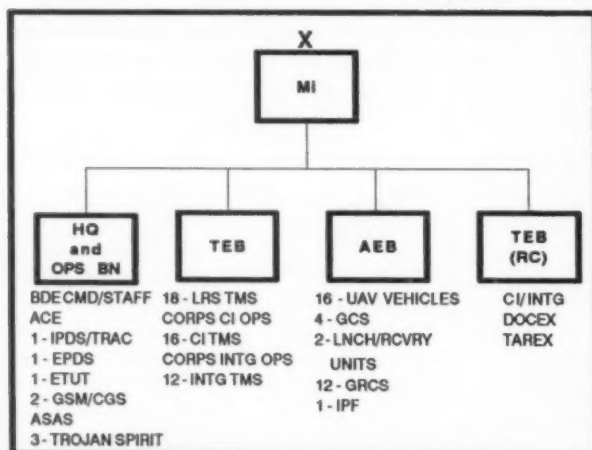 X
MI
HQ
and
OPS BN
TEB
AEB
TEB
(RC)
BDE CMD/STAFF
ACE
1 - IPDS/TRAC
1 - EPDS
1 - ETUT
2 - GSM/CGS
ASAS
3 - TROJAN SPIRIT
18 - LRS TMS
CORPS CI OPS
16 - CI TMS
CORPS INTG OPS
12 - INTG TMS
16 - UAV VEHICLES
4 - GCS
2 - LNCH/RCVRY
UNITS
12 - GRCS
1 - IPF
CI/INTG
DOCEX
TAREX